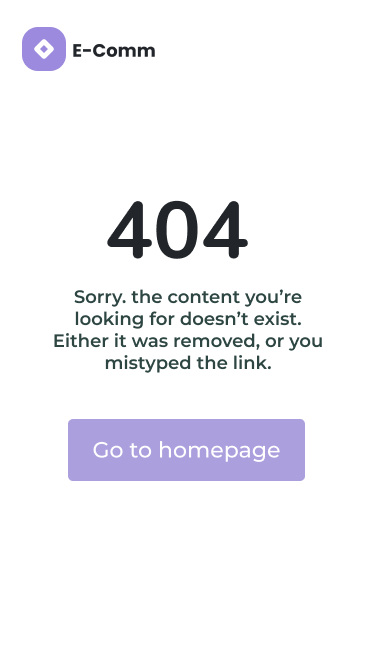 E-Comm
404
Sorry. the content you’re
looking for doesn’t exist.
Either it was removed, or you
mistyped the link.
Go to homepage